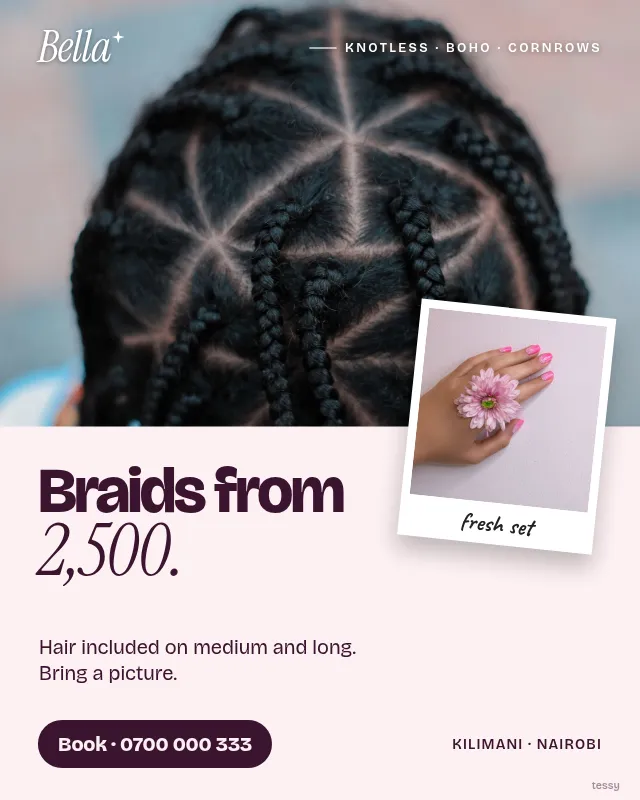 Bella
KNOTLESS · BOHO · CORNROWS
fresh set
Braids from
2,500.
Hair included on medium and long.
Bring a picture.
Book · 0700 000 333
KILIMANI · NAIROBI
tessy